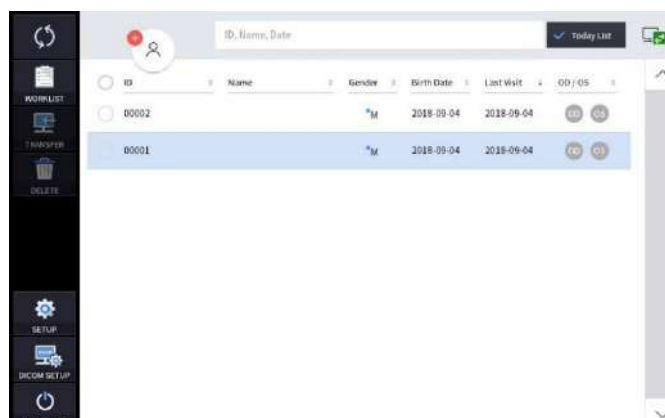 ID, Name, Date
Today List
ID Name Gender Birth Date Last Visit OD / OS
WORKLIST
00002 M 2018-09-04 2018-09-04 OD OS
TRANSFER
00001 M 2018-09-04 2018-09-04 OD OS
DELETE
SETUP
DICOM SETUP